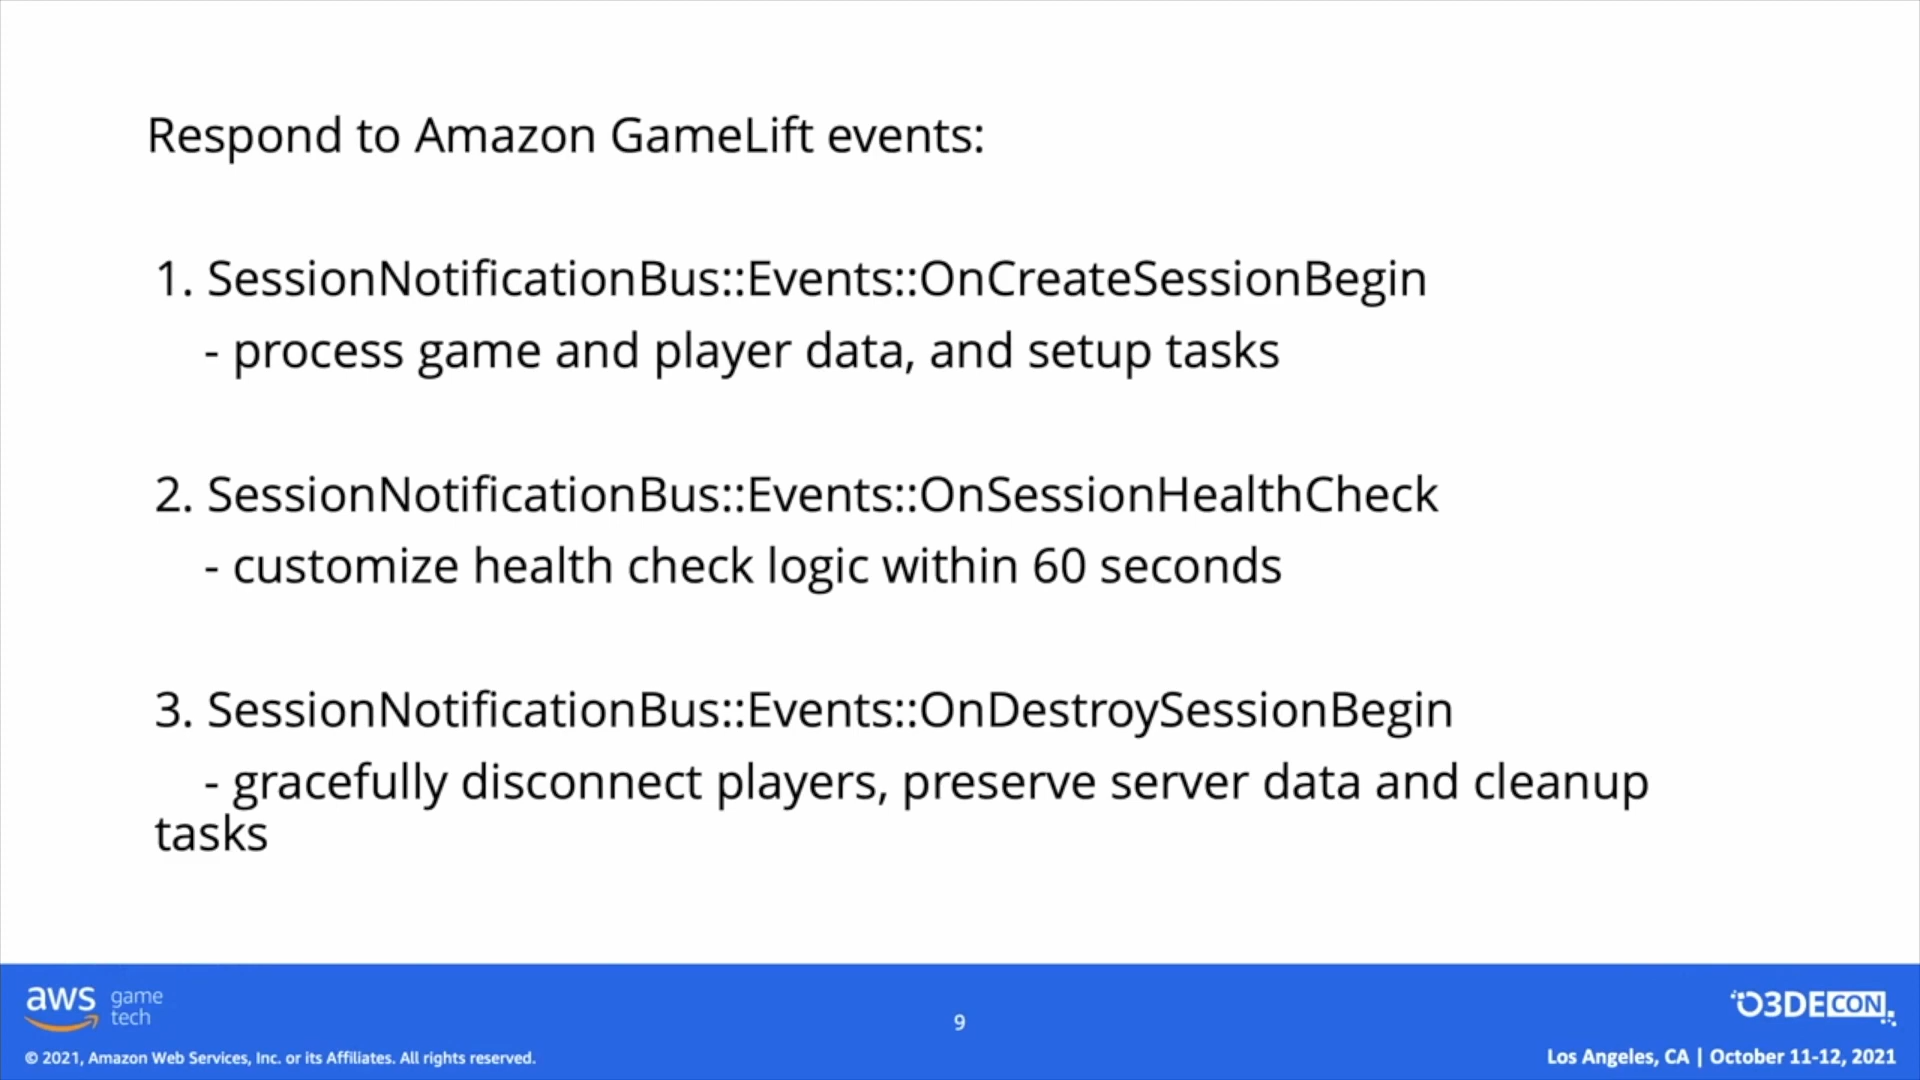 Respond to Amazon GameLift events:
1. SessionNotificationBus::Events::OnCreateSessionBegin
- process game and player data, and setup tasks
2. SessionNotificationBus::Events::OnSessionHealthCheck
- customize health check logic within 60 seconds
3. SessionNotificationBus::Events::OnDestroySessionBegin
- gracefully disconnect players, preserve server data and cleanup
tasks
aws game tech
© 2021, Amazon Web Services, Inc. or its Affiliates. All rights reserved.
9
O3DECON
Los Angeles, CA | October 11-12, 2021